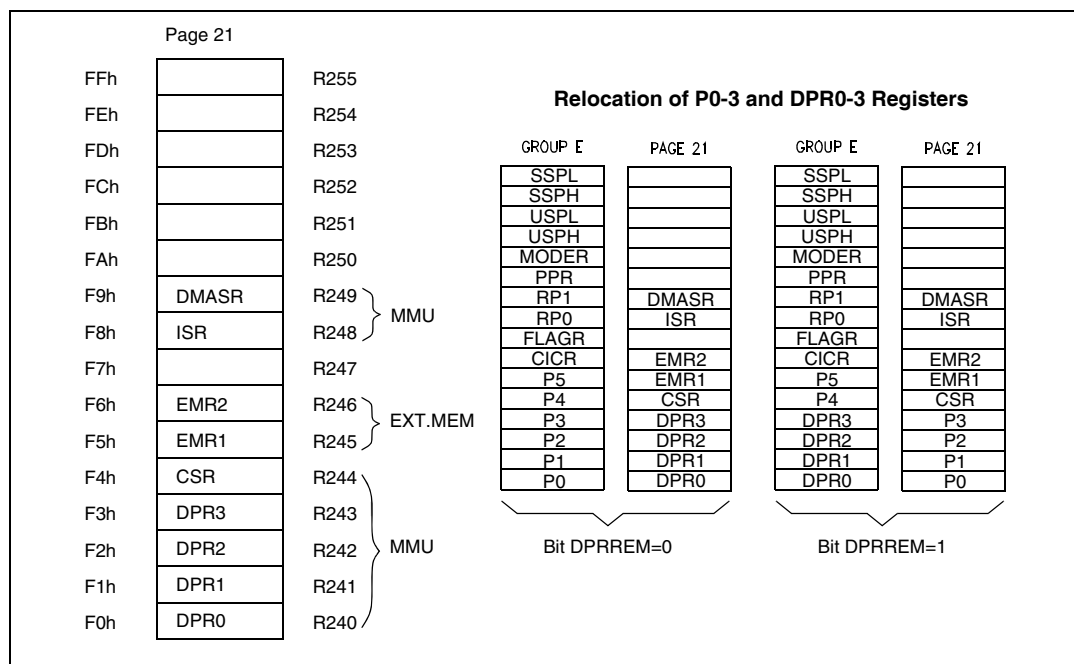 Page 21
FFh R255
FEh R254
FDh R253
FCh R252
FBh R251
FAh R250
F9h DMASR R249
MMU
F8h ISR R248
F7h R247
F6h EMR2 R246
EXT.MEM
F5h EMR1 R245
F4h CSR R244
F3h DPR3 R243
F2h DPR2 R242
MMU
F1h DPR1 R241
F0h DPR0 R240
Relocation of P0-3 and DPR0-3 Registers
GROUP E PAGE 21 GROUP E PAGE 21
SSPL SSPL
SSPH SSPH
USPL USPL
USPH USPH
MODER MODER
PPR PPR
RP1 DMASR RP1 DMASR
RP0 ISR RP0 ISR
FLAGR FLAGR
CICR EMR2 CICR EMR2
P5 EMR1 P5 EMR1
P4 CSR P4 CSR
P3 DPR3 DPR3 P3
P2 DPR2 DPR2 P2
P1 DPR1 DPR1 P1
P0 DPR0 DPR0 P0
Bit DPRREM=0 Bit DPRREM=1